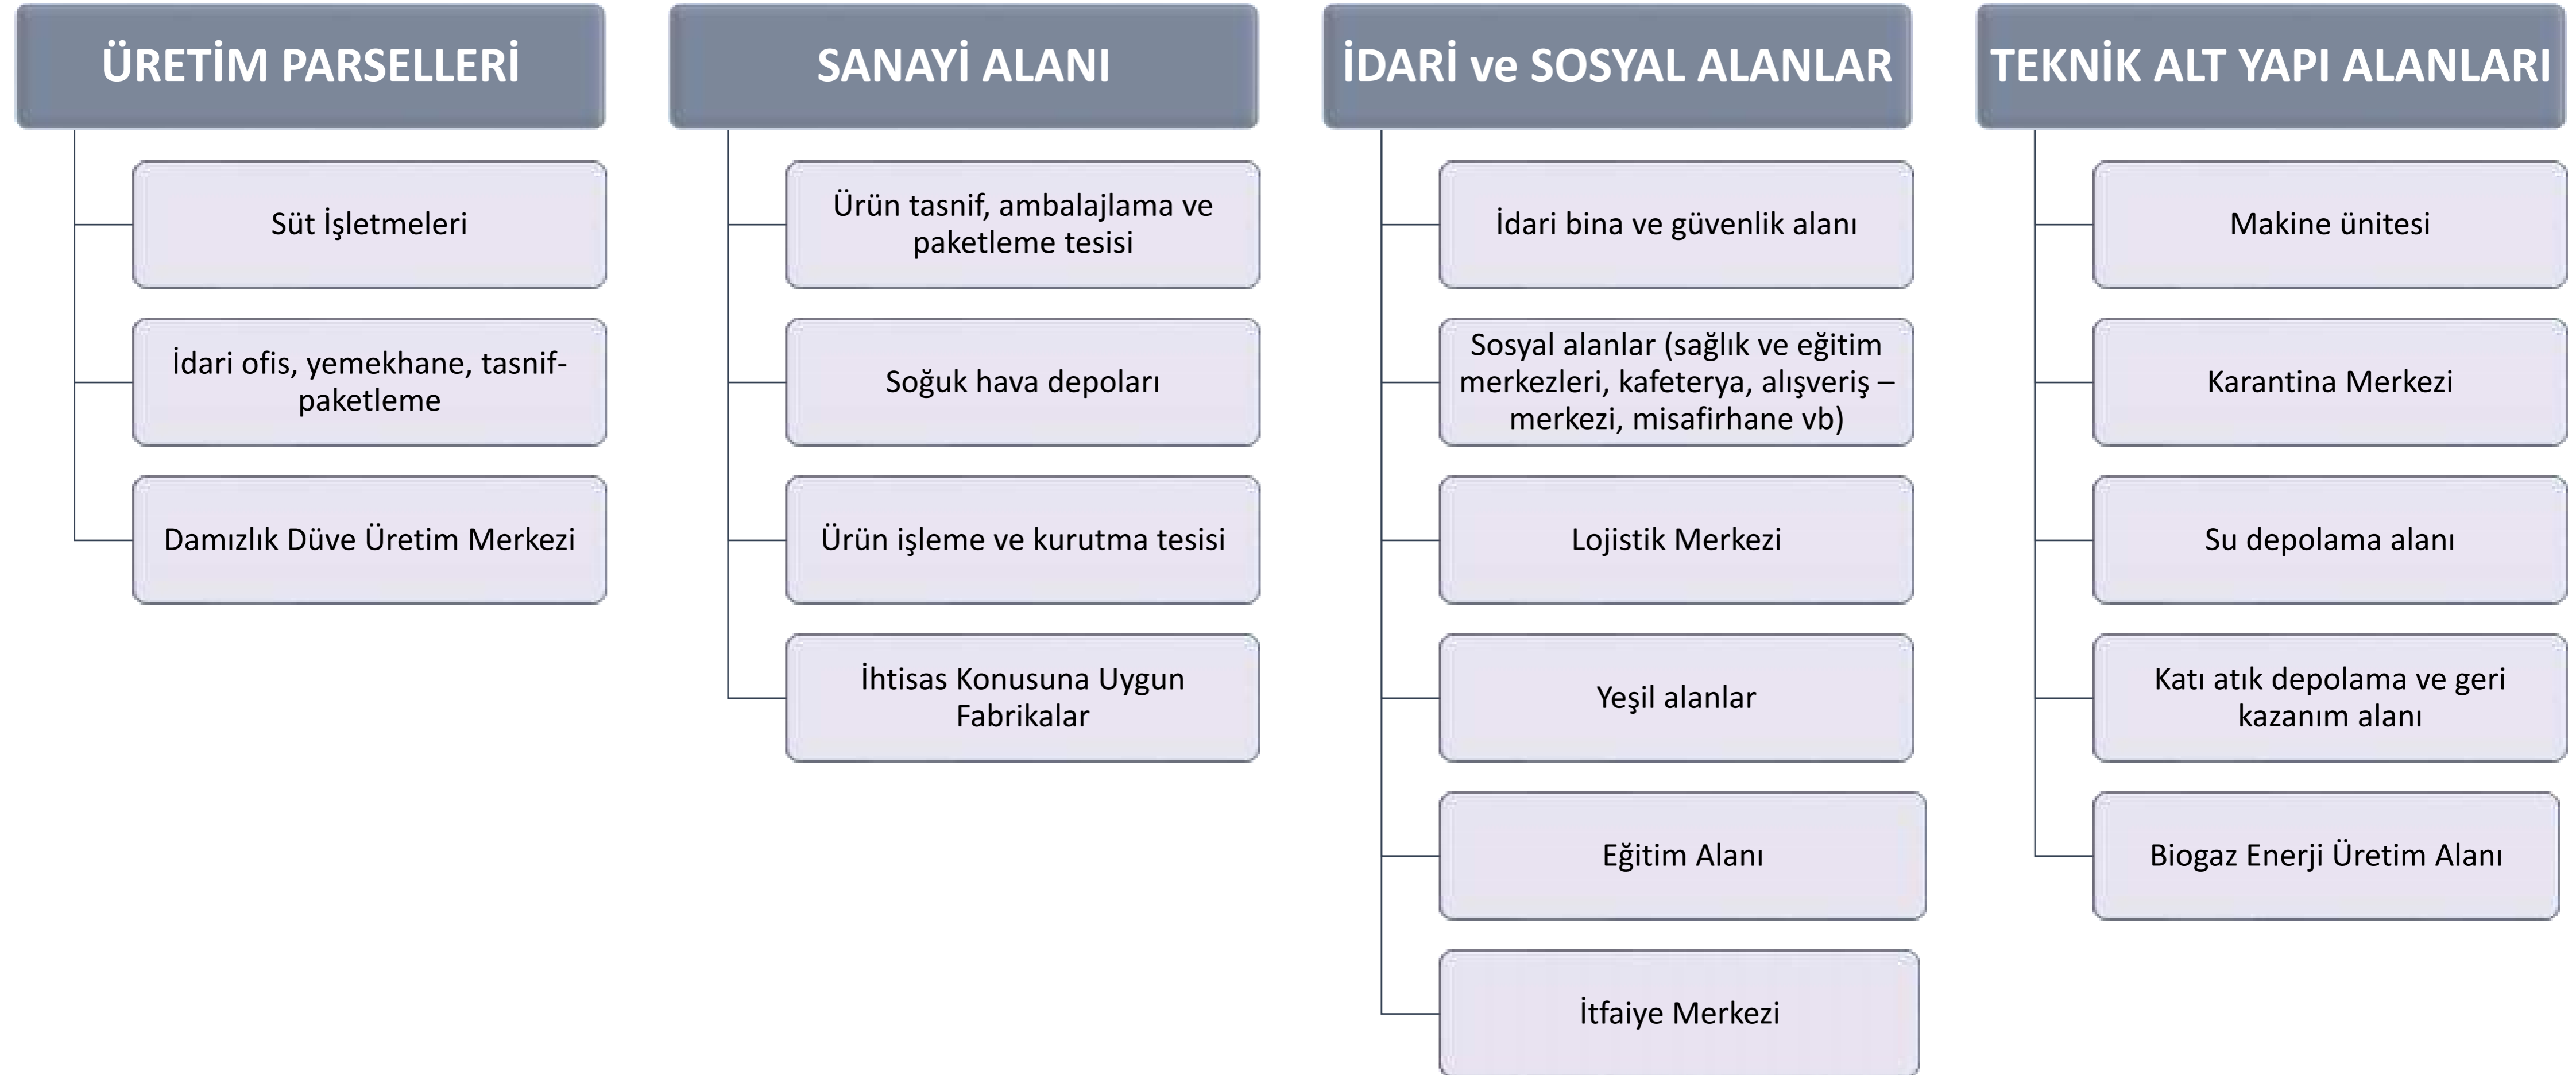 ÜRETİM PARSELLERİ
Süt İşletmeleri
İdari ofis, yemekhane, tasnif-
paketleme
Damızlık Düve Üretim Merkezi
SANAYİ ALANI
Ürün tasnif, ambalajlama ve
paketleme tesisi
Soğuk hava depoları
Ürün işleme ve kurutma tesisi
İhtisas Konusuna Uygun
Fabrikalar
İDARİ ve SOSYAL ALANLAR
İdari bina ve güvenlik alanı
Sosyal alanlar (sağlık ve eğitim
merkezleri, kafeterya, alışveriş –
merkezi, misafirhane vb)
Lojistik Merkezi
Yeşil alanlar
Eğitim Alanı
İtfaiye Merkezi
TEKNİK ALT YAPI ALANLARI
Makine ünitesi
Karantina Merkezi
Su depolama alanı
Katı atık depolama ve geri
kazanım alanı
Biogaz Enerji Üretim Alanı